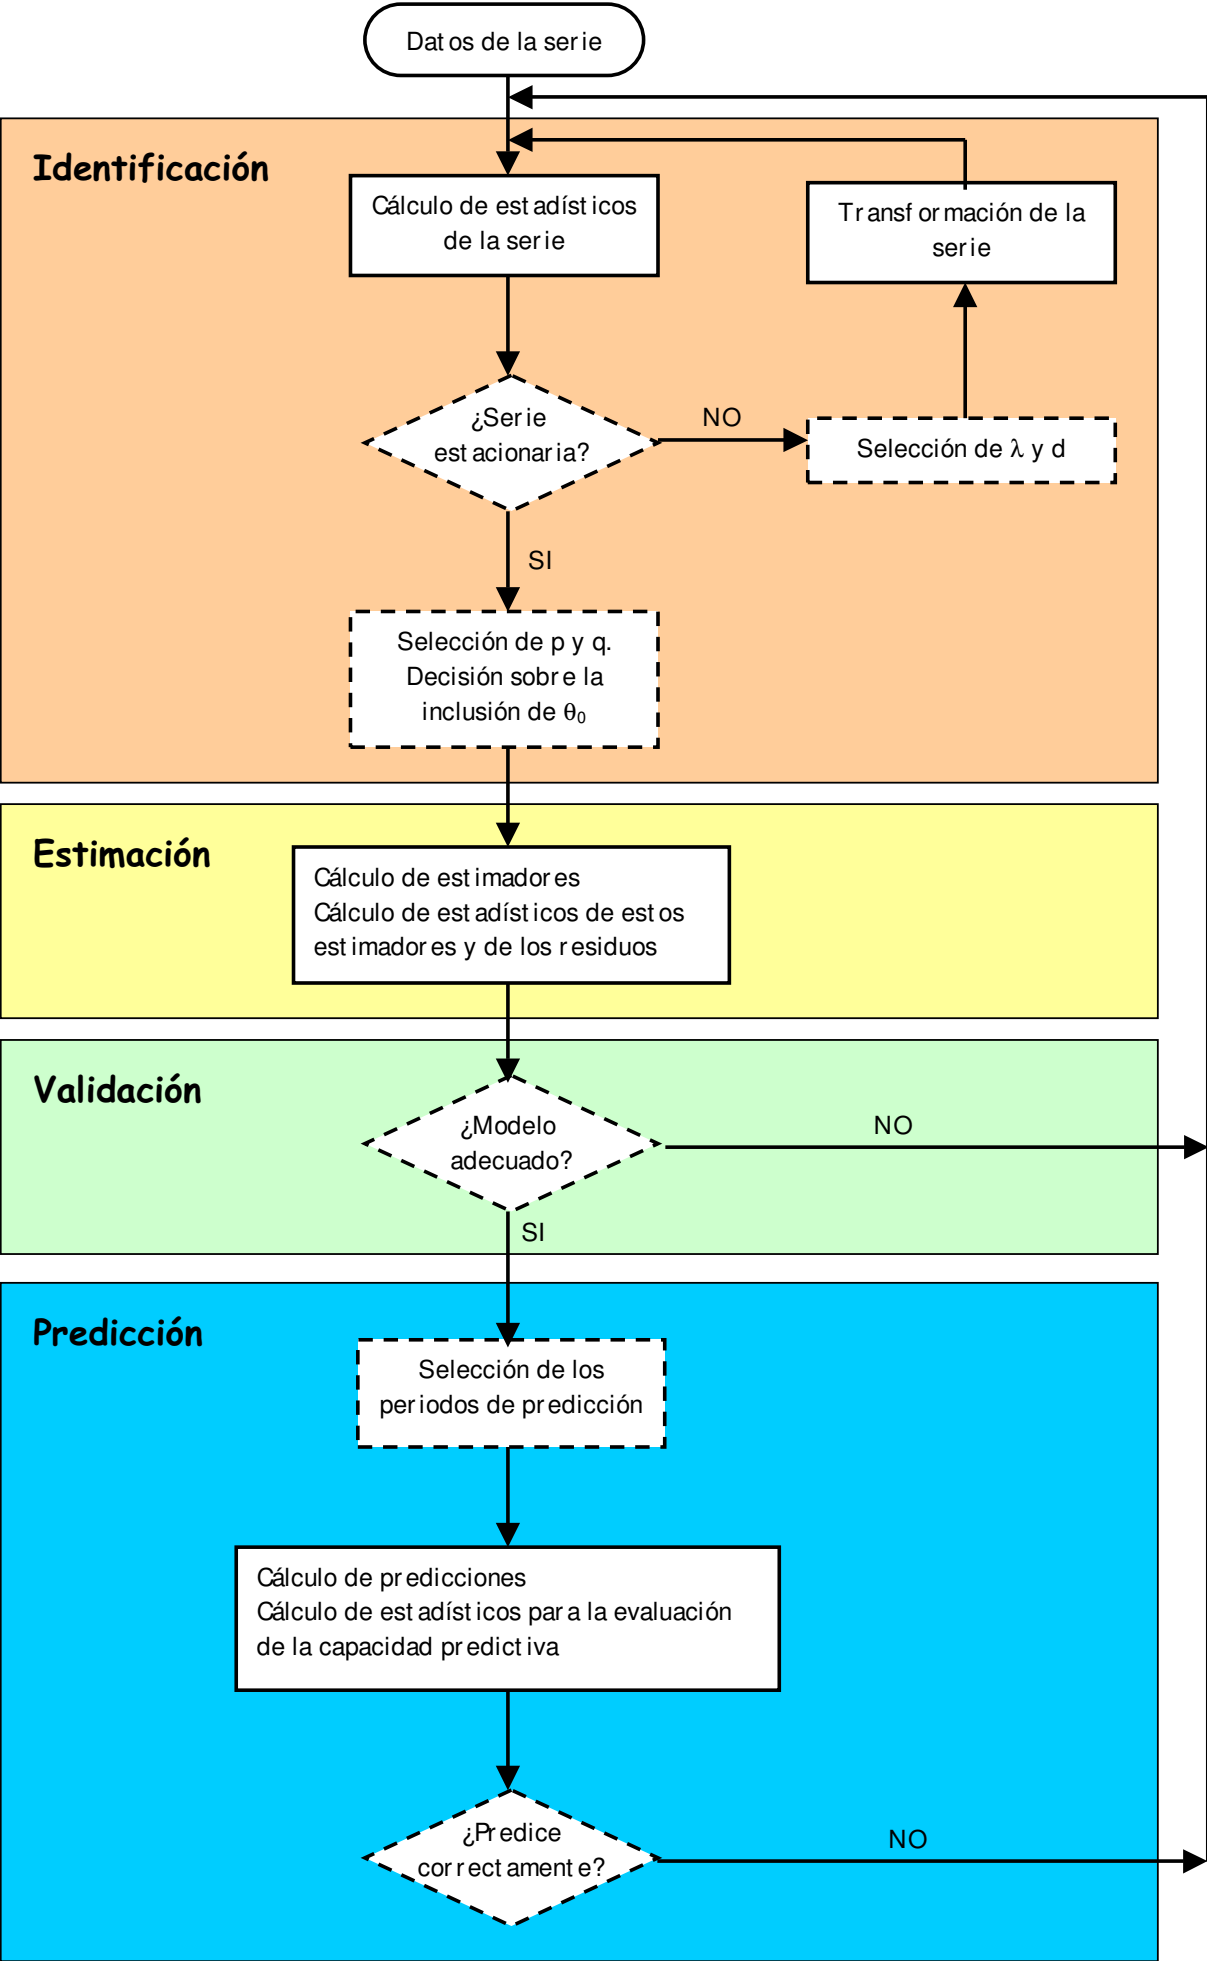 Datos de la serie
Identificación
Cálculo de estadísticos
de la serie
Transformación de la
serie
¿Serie
estacionaria?
NO
Selección de λ y d
SI
Selección de p y q.
Decisión sobre la
inclusión de θ₀
Estimación
Cálculo de estimadores
Cálculo de estadísticos de estos
estimadores y de los residuos
Validación
¿Modelo
adecuado?
NO
SI
Predicción
Selección de los
periodos de predicción
Cálculo de predicciones
Cálculo de estadísticos para la evaluación
de la capacidad predictiva
¿Predice
correctamente?
NO